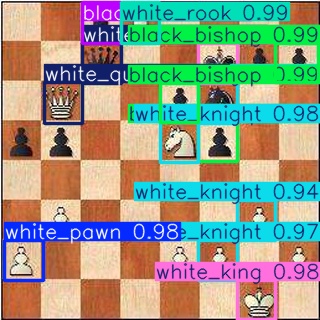 white_rook 0.99
black_bishop 0.99
black_bishop 0.99
white_knight 0.98
white_knight 0.94
white_pawn 0.98
0.97
white_king 0.98